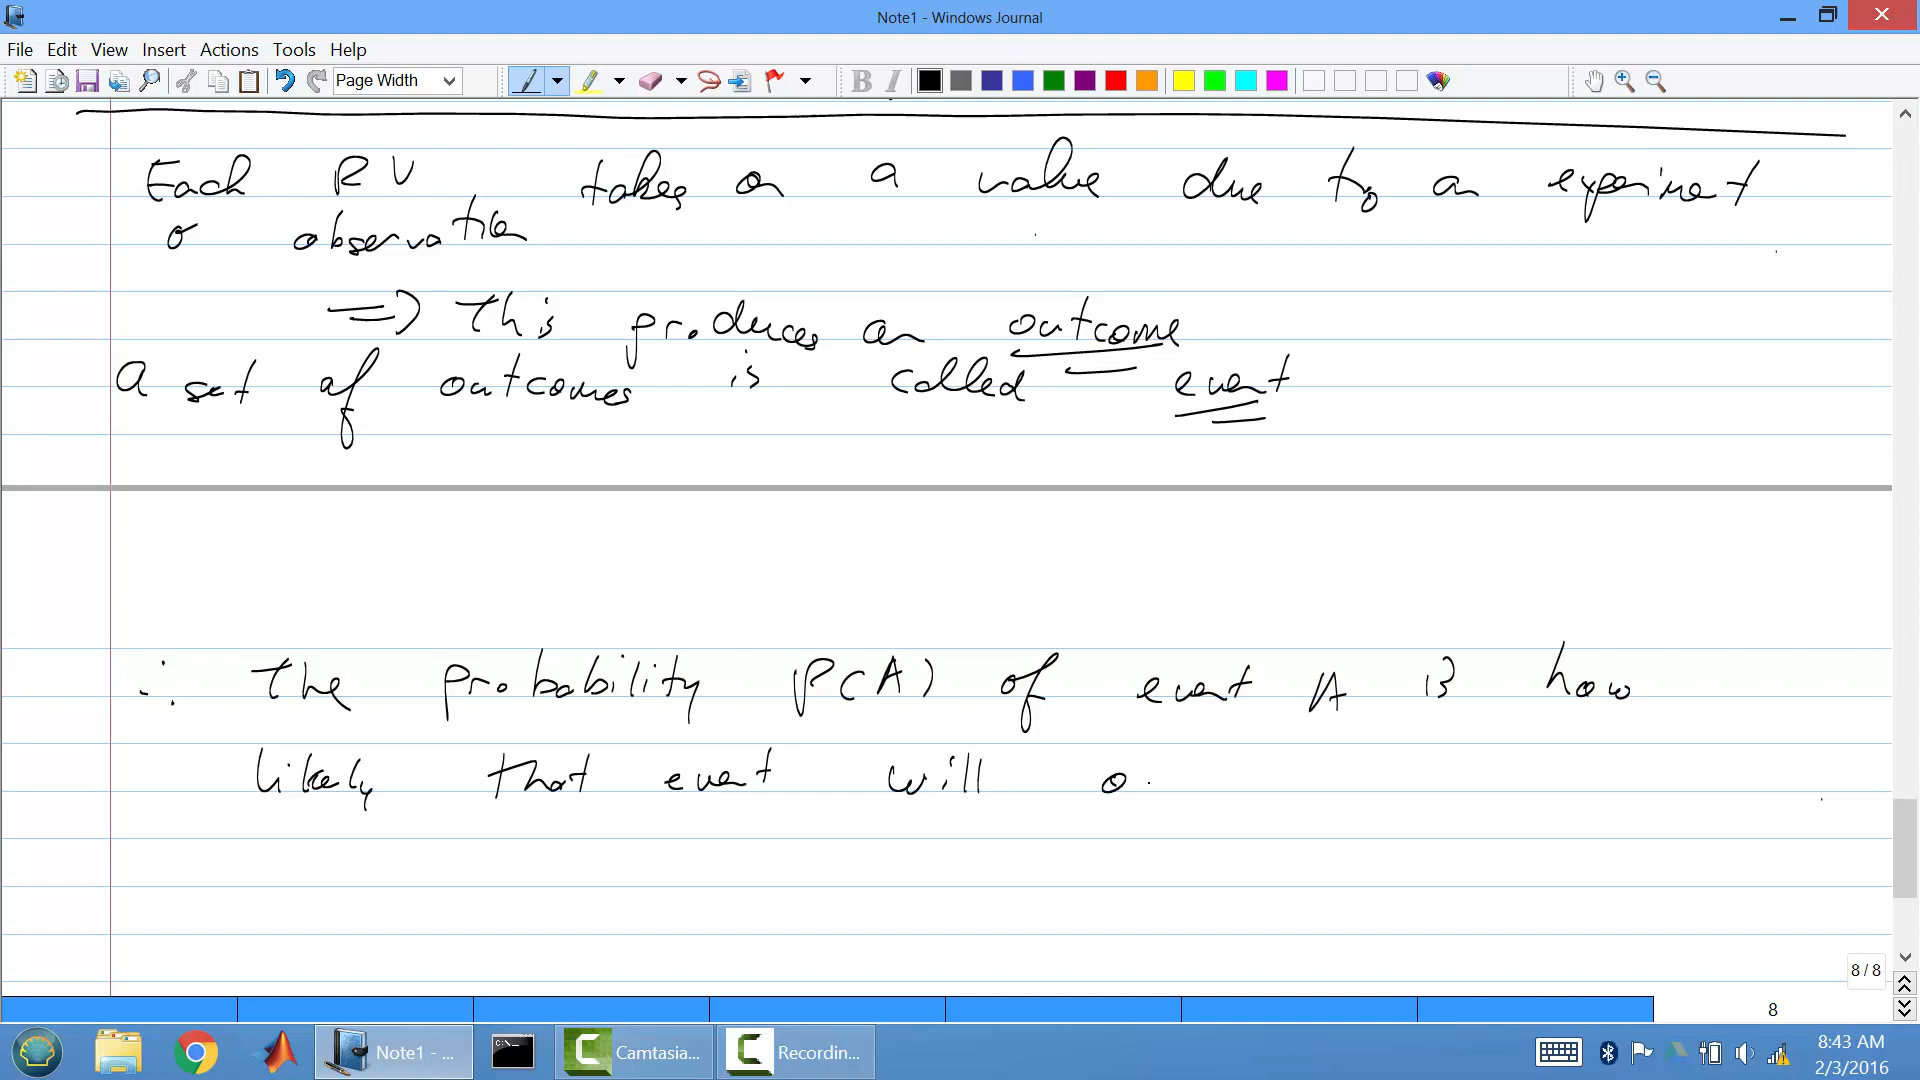 Note1 - Windows Journal
File Edit View Insert Actions Tools Help
Page Width
B I
Each RV takes on a value due to an experiment
or observation
=> This produces an outcome
A set of outcomes is called event
∴ The probability P(A) of event A is how
likely that event will o
8 / 8
8
Note1 - ...
C:\_
Camtasia...
Recordin...
8:43 AM
2/3/2016